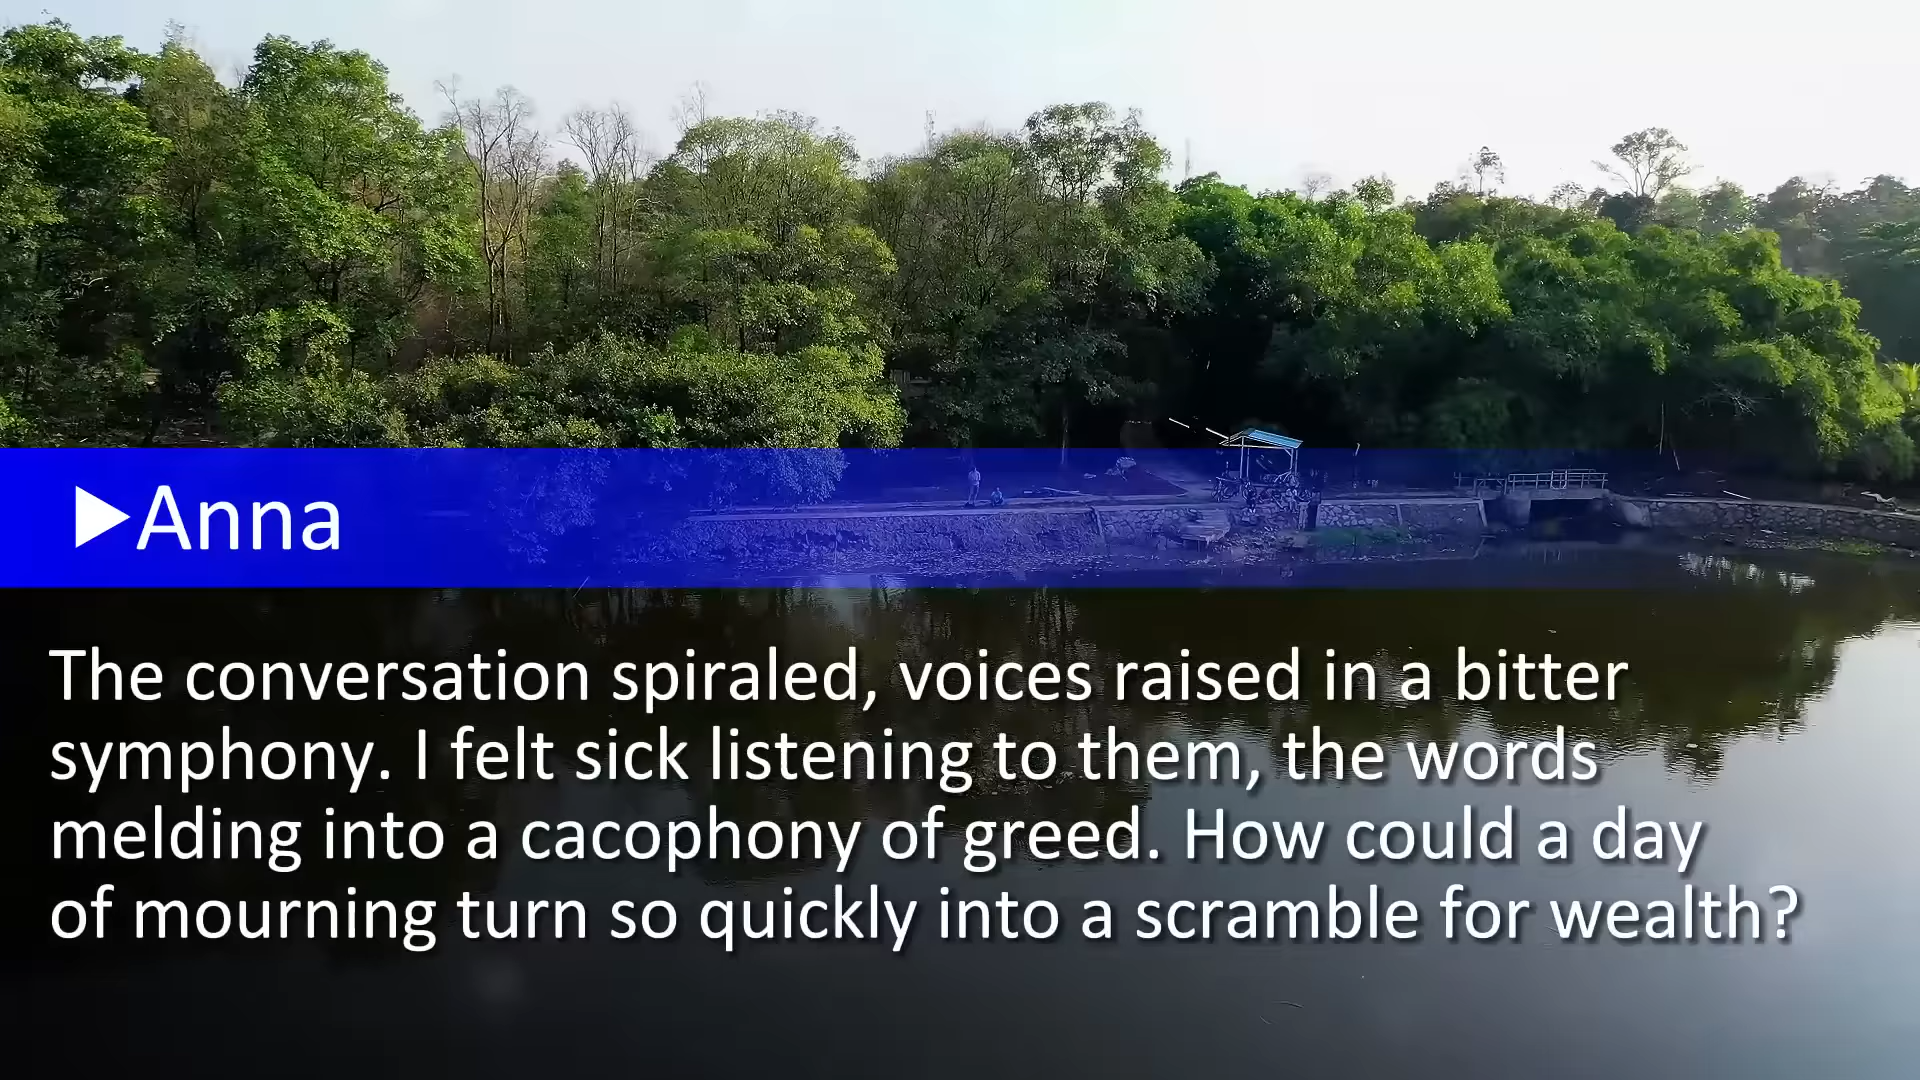 ▶Anna
The conversation spiraled, voices raised in a bitter
symphony. I felt sick listening to them, the words
melding into a cacophony of greed. How could a day
of mourning turn so quickly into a scramble for wealth?